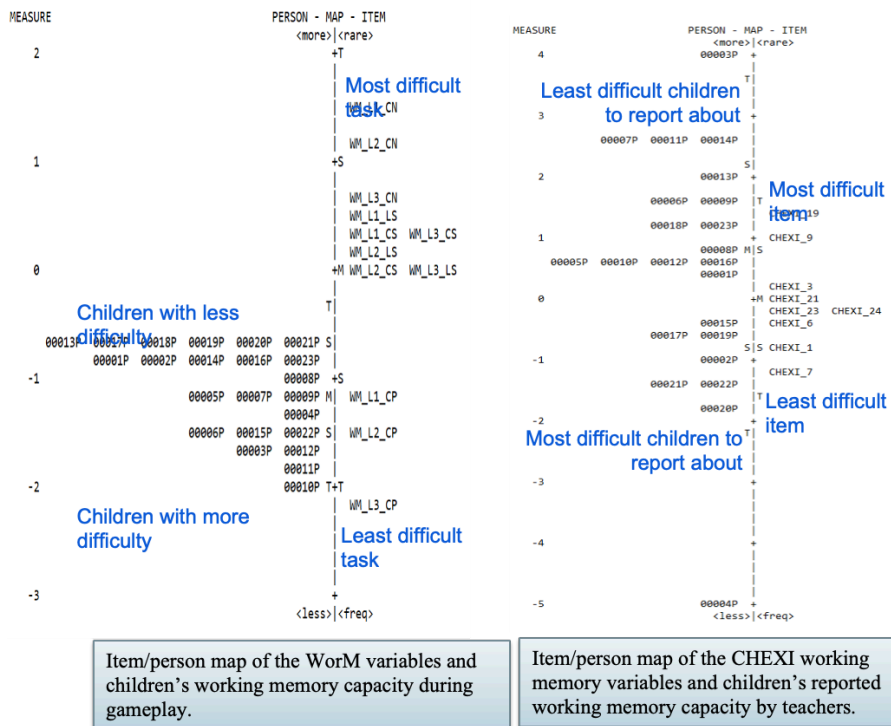 MEASURE PERSON - MAP - ITEM
<more>|<rare>
2 +T
Most difficult
task
WM_L1_CN
WM_L2_CN
1 +S
WM_L3_CN
WM_L1_LS
WM_L1_CS WM_L3_CS
WM_L2_LS
0 +M WM_L2_CS WM_L3_LS
T|
Children with less
difficulty
00013P 00017P 00018P 00019P 00020P 00021P S|
00001P 00002P 00014P 00016P 00023P
00008P
-1 +S
00005P 00007P 00009P M| WM_L1_CP
00004P
00006P 00015P 00022P S| WM_L2_CP
00003P 00012P
00011P
-2 00010P T+T
WM_L3_CP
Children with more
difficulty
Least difficult
task
-3 +
<less>|<freq>
Item/person map of the WorM variables and
children's working memory capacity during
gameplay.
MEASURE PERSON - MAP - ITEM
<more>|<rare>
4 00003P +
T|
Least difficult children
to report about
3 +
00007P 00011P 00014P
S|
2 00013P +
Most difficult
item
00006P 00009P |T
CHEXI_19
00018P 00023P
1 + CHEXI_9
00008P M|S
00005P 00010P 00012P 00016P
00001P
CHEXI_3
0 +M CHEXI_21
CHEXI_23 CHEXI_24
00015P CHEXI_6
00017P 00019P
S|S CHEXI_1
-1 00002P +
CHEXI_7
00021P 00022P
|T
Least difficult
item
00020P
-2 +
T|
Most difficult children to
report about
-3 +
-4 +
-5 00004P +
<less>|<freq>
Item/person map of the CHEXI working
memory variables and children's reported
working memory capacity by teachers.